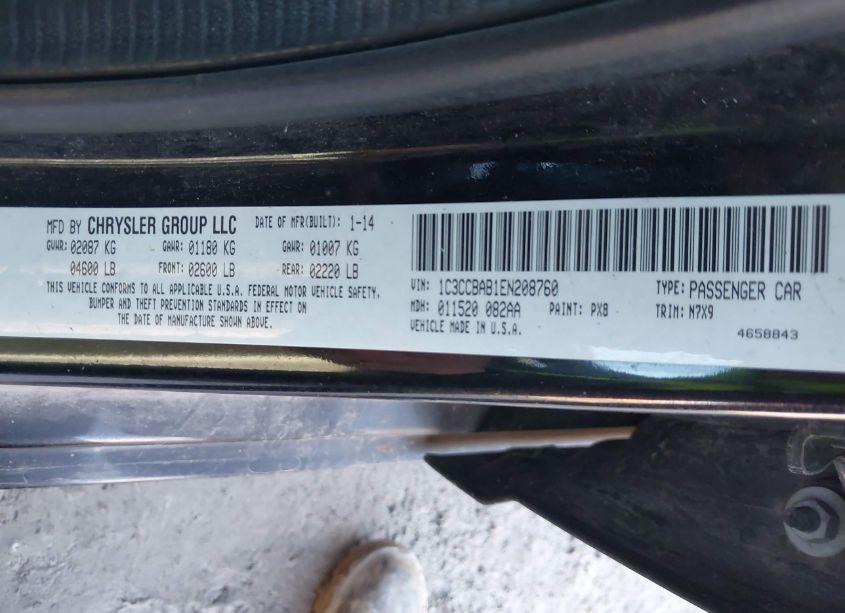 MFD BY CHRYSLER GROUP LLC DATE OF MFR(BUILT): 1-14
GVWR: 02087 KG GAWR: 01180 KG GAWR: 01007 KG
04600 LB FRONT: 02600 LB REAR: 02220 LB
THIS VEHICLE CONFORMS TO ALL APPLICABLE U.S.A. FEDERAL MOTOR VEHICLE SAFETY,
BUMPER AND THEFT PREVENTION STANDARDS IN EFFECT ON
THE DATE OF MANUFACTURE SHOWN ABOVE.
VIN: 1C3CCBAB1EN208760 TYPE: PASSENGER CAR
MDH: 011520 082AA PAINT: PX8 TRIM: N7X9
VEHICLE MADE IN U.S.A.
4658843